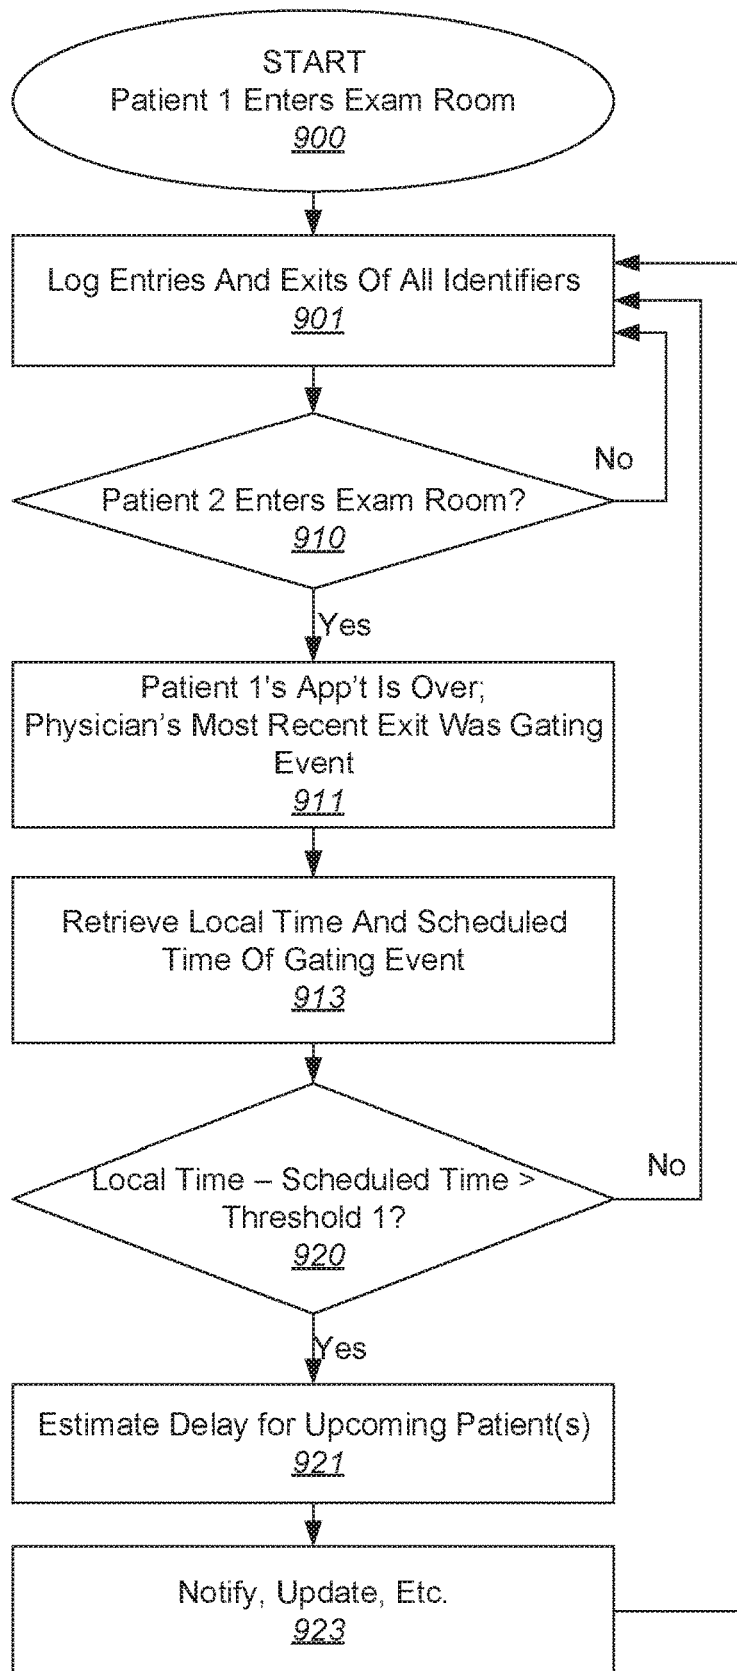 START
Patient 1 Enters Exam Room
900
Log Entries And Exits Of All Identifiers
901
No
Patient 2 Enters Exam Room?
910
Yes
Patient 1's App't Is Over;
Physician's Most Recent Exit Was Gating
Event
911
Retrieve Local Time And Scheduled
Time Of Gating Event
913
Local Time – Scheduled Time >
Threshold 1?
920
No
Yes
Estimate Delay for Upcoming Patient(s)
921
Notify, Update, Etc.
923